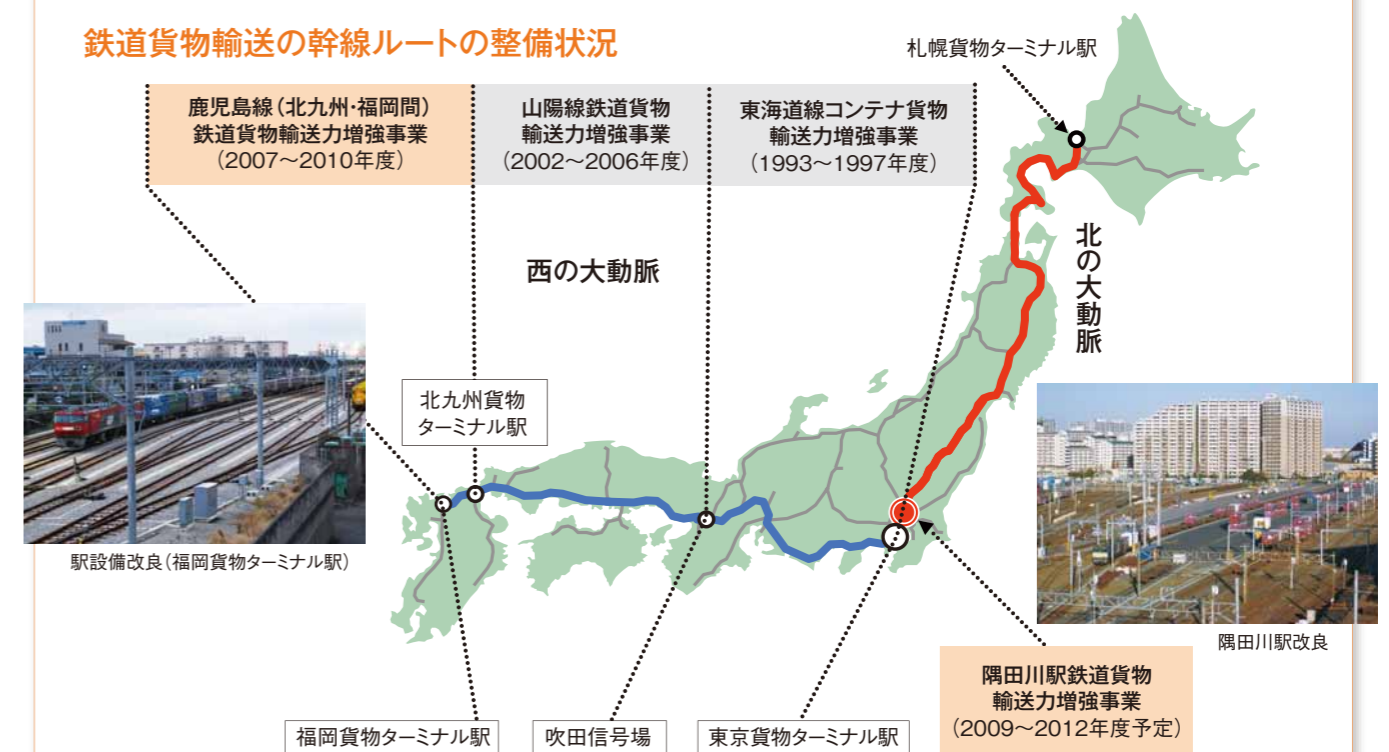 鉄道貨物輸送の幹線ルートの整備状況
札幌貨物ターミナル駅
鹿児島線（北九州・福岡間）
鉄道貨物輸送力増強事業
（2007〜2010年度）
山陽線鉄道貨物
輸送力増強事業
（2002〜2006年度）
東海道線コンテナ貨物
輸送力増強事業
（1993〜1997年度）
西の大動脈
北の大動脈
北九州貨物
ターミナル駅
駅設備改良（福岡貨物ターミナル駅）
隅田川駅改良
隅田川駅鉄道貨物
輸送力増強事業
（2009〜2012年度予定）
福岡貨物ターミナル駅
吹田信号場
東京貨物ターミナル駅